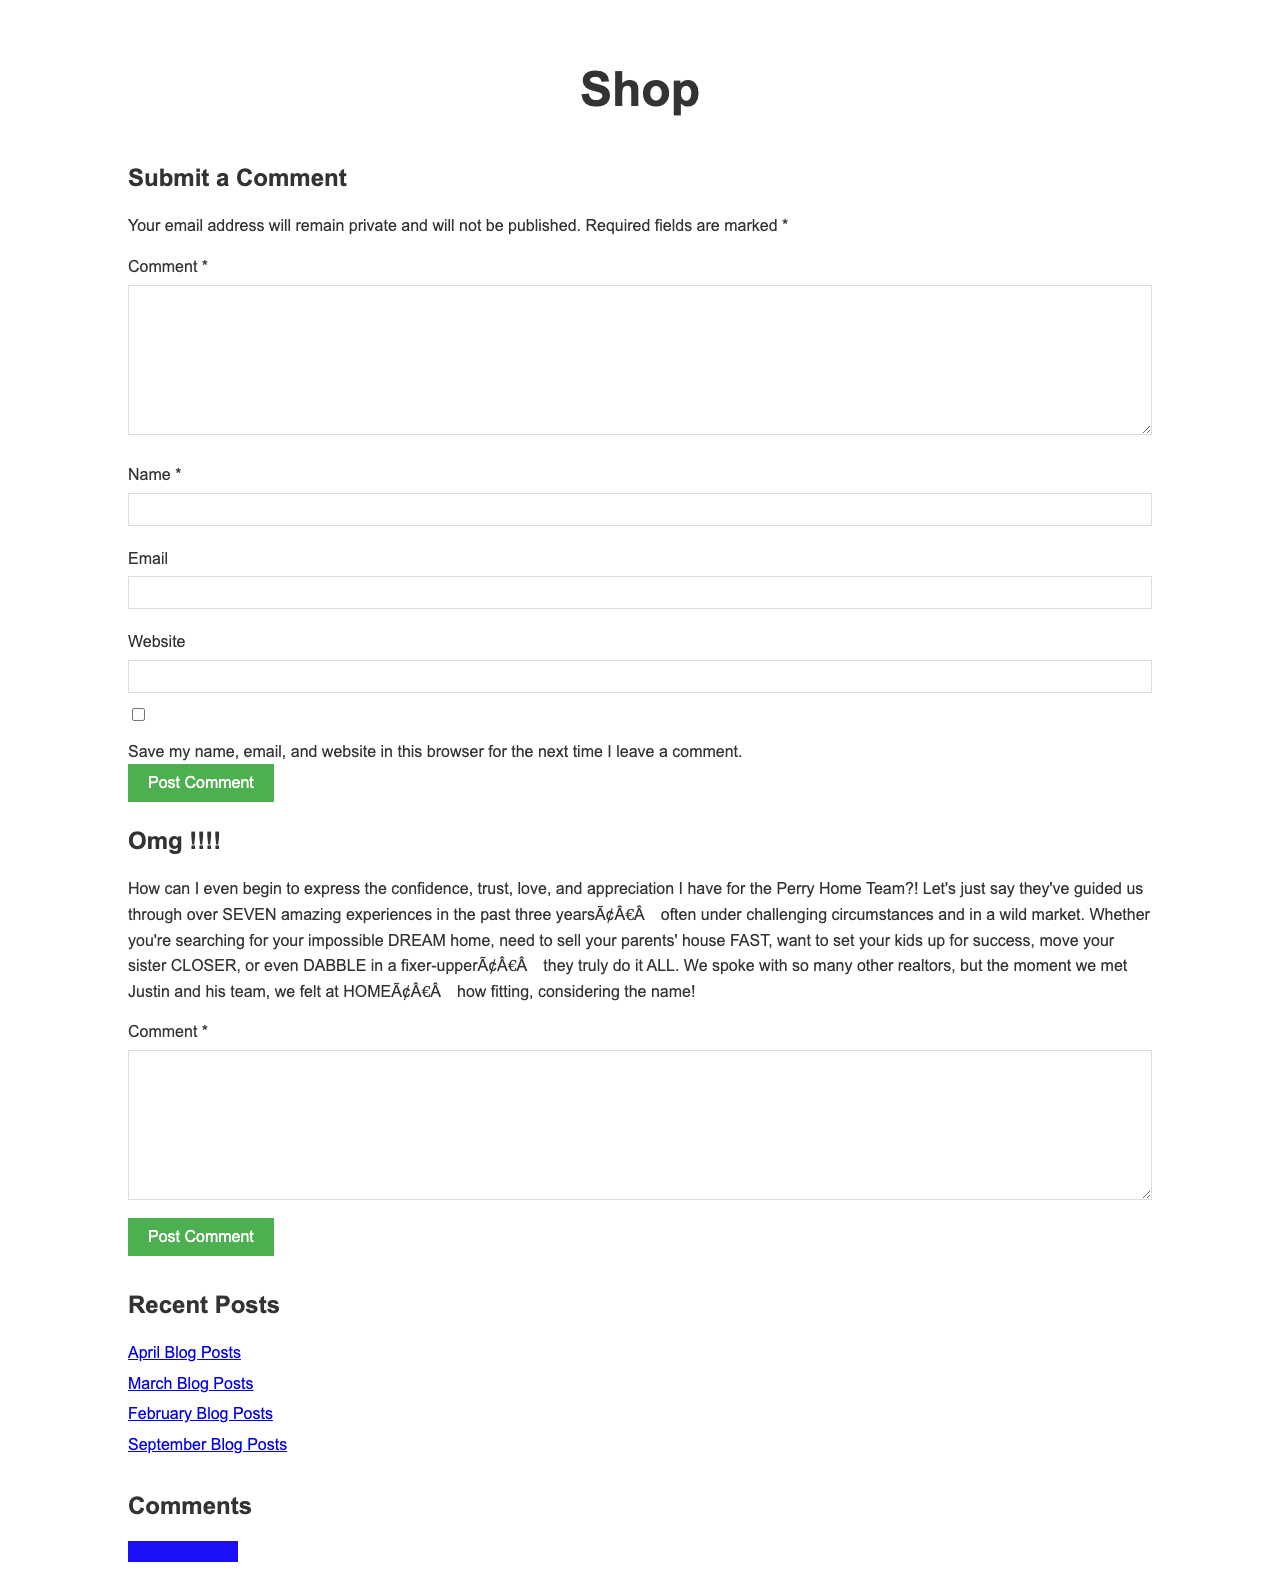 Shop
Submit a Comment
Your email address will remain private and will not be published. Required fields are marked *
Comment *
Name *
Email
Website
Save my name, email, and website in this browser for the next time I leave a comment.
Post Comment
Omg !!!!
How can I even begin to express the confidence, trust, love, and appreciation I have for the Perry Home Team?! Let's just say they've guided us
through over SEVEN amazing experiences in the past three yearsÃ¢Â€Â often under challenging circumstances and in a wild market. Whether
you're searching for your impossible DREAM home, need to sell your parents' house FAST, want to set your kids up for success, move your
sister CLOSER, or even DABBLE in a fixer-upperÃ¢Â€Â they truly do it ALL. We spoke with so many other realtors, but the moment we met
Justin and his team, we felt at HOMEÃ¢Â€Â how fitting, considering the name!
Comment *
Post Comment
Recent Posts
April Blog Posts
March Blog Posts
February Blog Posts
September Blog Posts
Comments